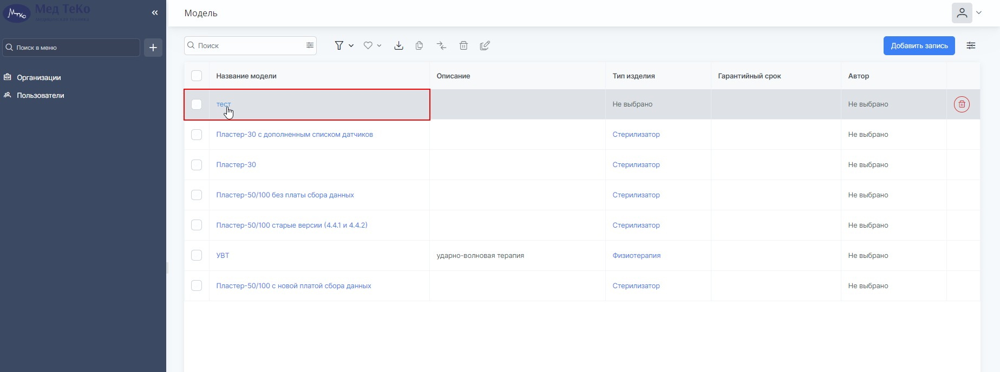 Мед ТеКо
Модель
Поиск в меню
Организации
Пользователи
Поиск
Добавить запись
Название модели Описание Тип изделия Гарантийный срок Автор
тест Не выбрано Не выбрано
Пластер-30 с дополненным списком датчиков Стерилизатор Не выбрано
Пластер-30 Стерилизатор Не выбрано
Пластер-50/100 без платы сбора данных Стерилизатор Не выбрано
Пластер-50/100 старые версии (4.4.1 и 4.4.2) Стерилизатор Не выбрано
УВТ ударно-волновая терапия Физиотерапия Не выбрано
Пластер-50/100 с новой платой сбора данных Стерилизатор Не выбрано